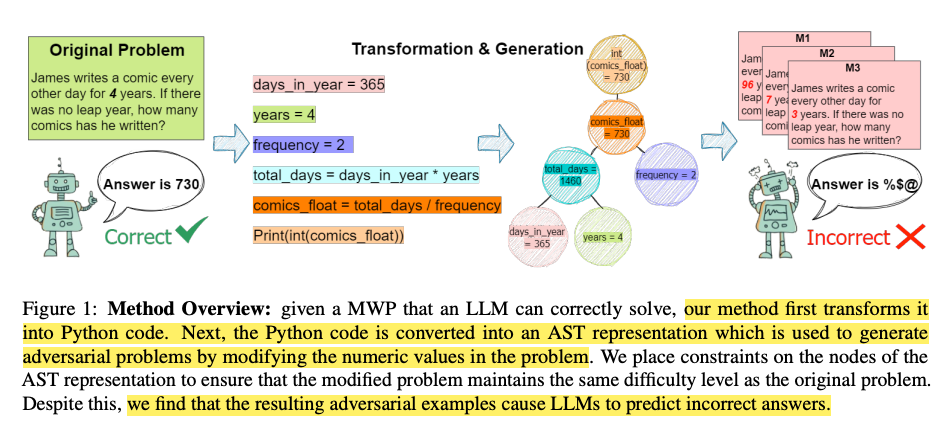 Original Problem
James writes a comic every
other day for 4 years. If there
was no leap year, how many
comics has he written?
Answer is 730
Correct
Transformation & Generation
days_in_year = 365
years = 4
frequency = 2
total_days = days_in_year * years
comics_float = total_days / frequency
Print(int(comics_float))
int
(comics_float)
= 730
comics_float
= 730
total_days =
1460
frequency = 2
days_in_year
= 365
years = 4
M1
Jam
ever
96 y
leap
com
M2
Jame
every
7 yea
leap
comi
M3
James writes a comic
every other day for
3 years. If there was no
leap year, how many
comics has he written?
Answer is %$@
Incorrect
Figure 1: Method Overview: given a MWP that an LLM can correctly solve, our method first transforms it
into Python code. Next, the Python code is converted into an AST representation which is used to generate
adversarial problems by modifying the numeric values in the problem. We place constraints on the nodes of the
AST representation to ensure that the modified problem maintains the same difficulty level as the original problem.
Despite this, we find that the resulting adversarial examples cause LLMs to predict incorrect answers.